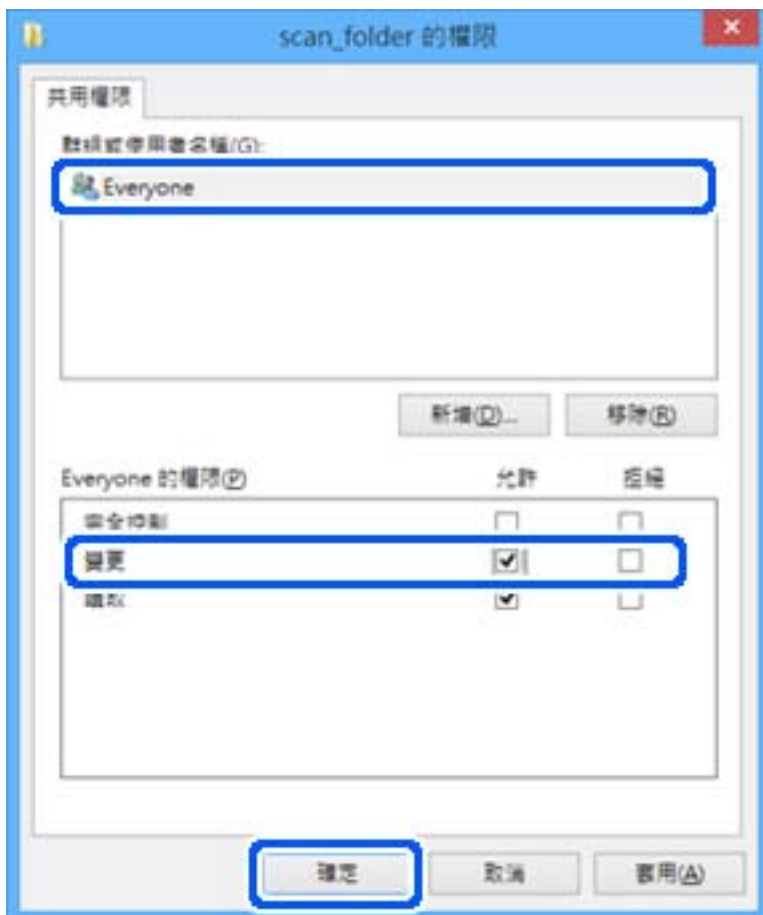 scan_folder 的權限
共用權限
群組或使用者名稱(G):
Everyone
新增(D)... 移除(R)
Everyone 的權限(P) 允許 拒絕
完全控制
變更
讀取
確定 取消 套用(A)